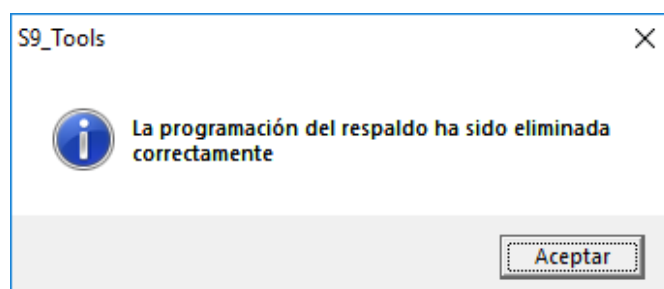 S9_Tools
La programación del respaldo ha sido eliminada
correctamente
Aceptar